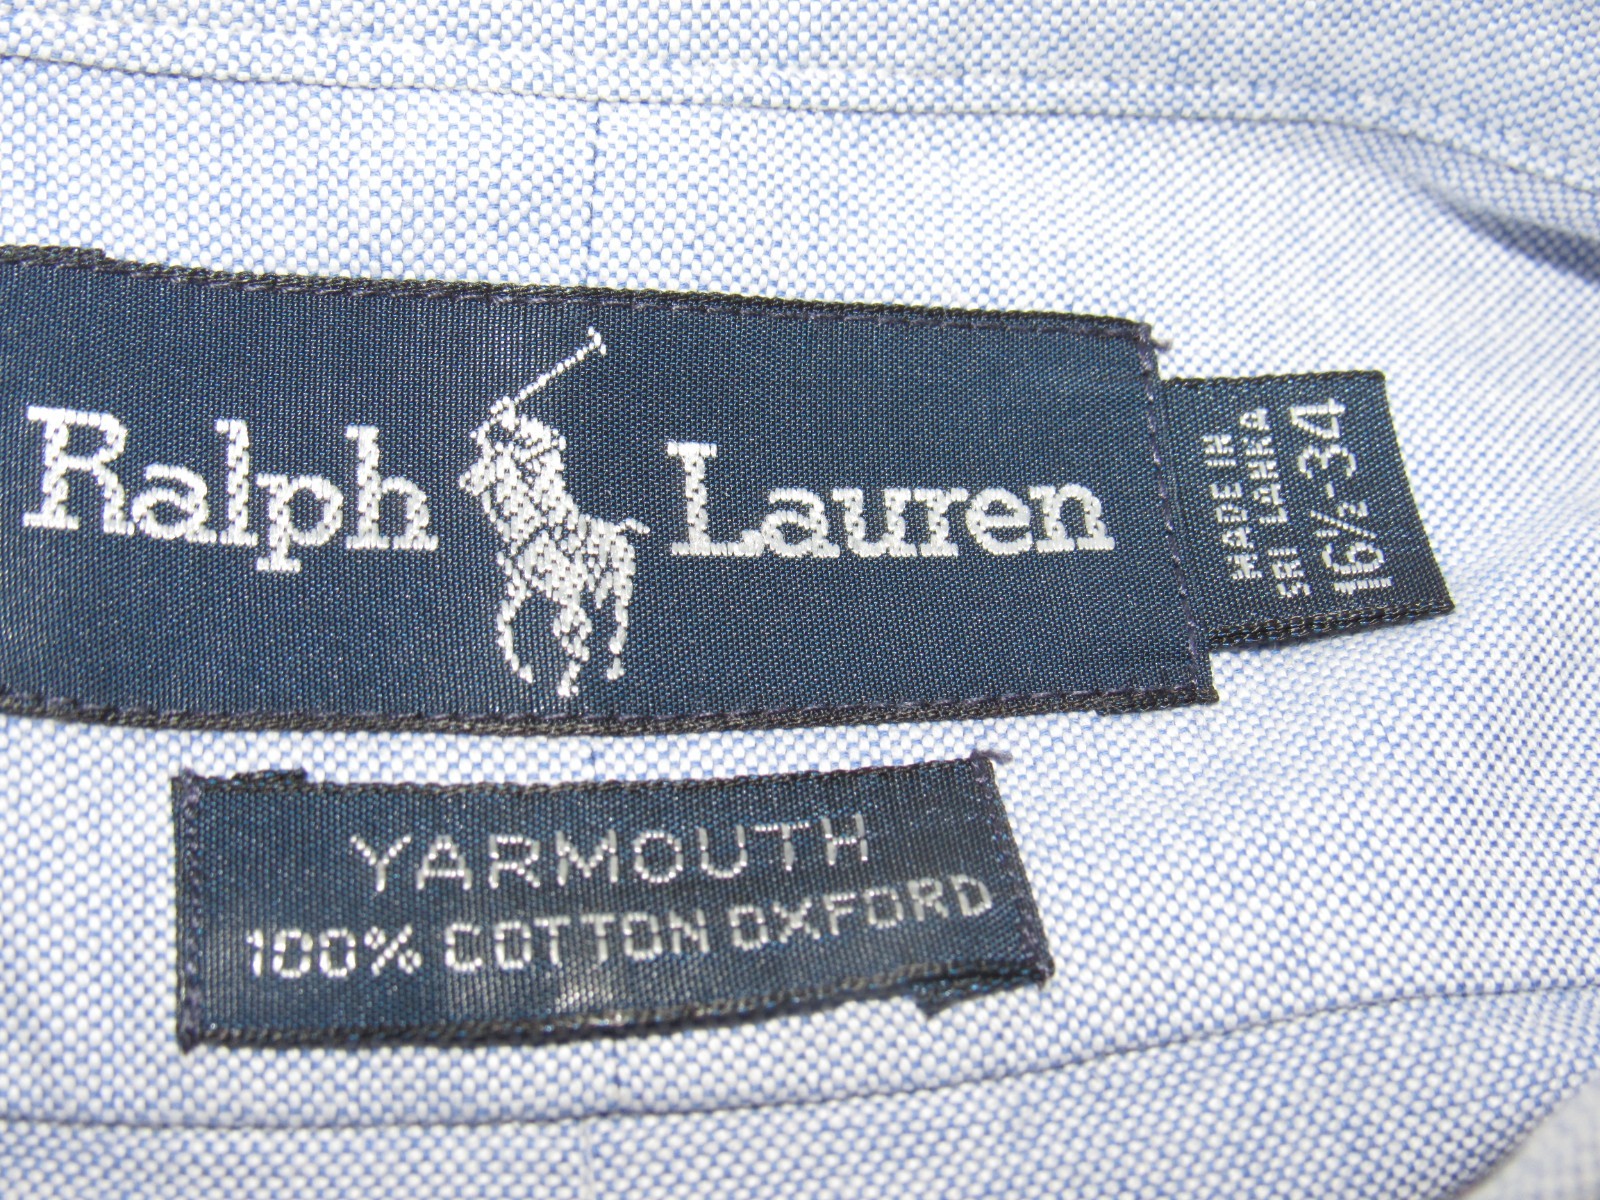 Ralph Lauren
MADE IN
SRI LANKA
16½-34
YARMOUTH
100% COTTON OXFORD